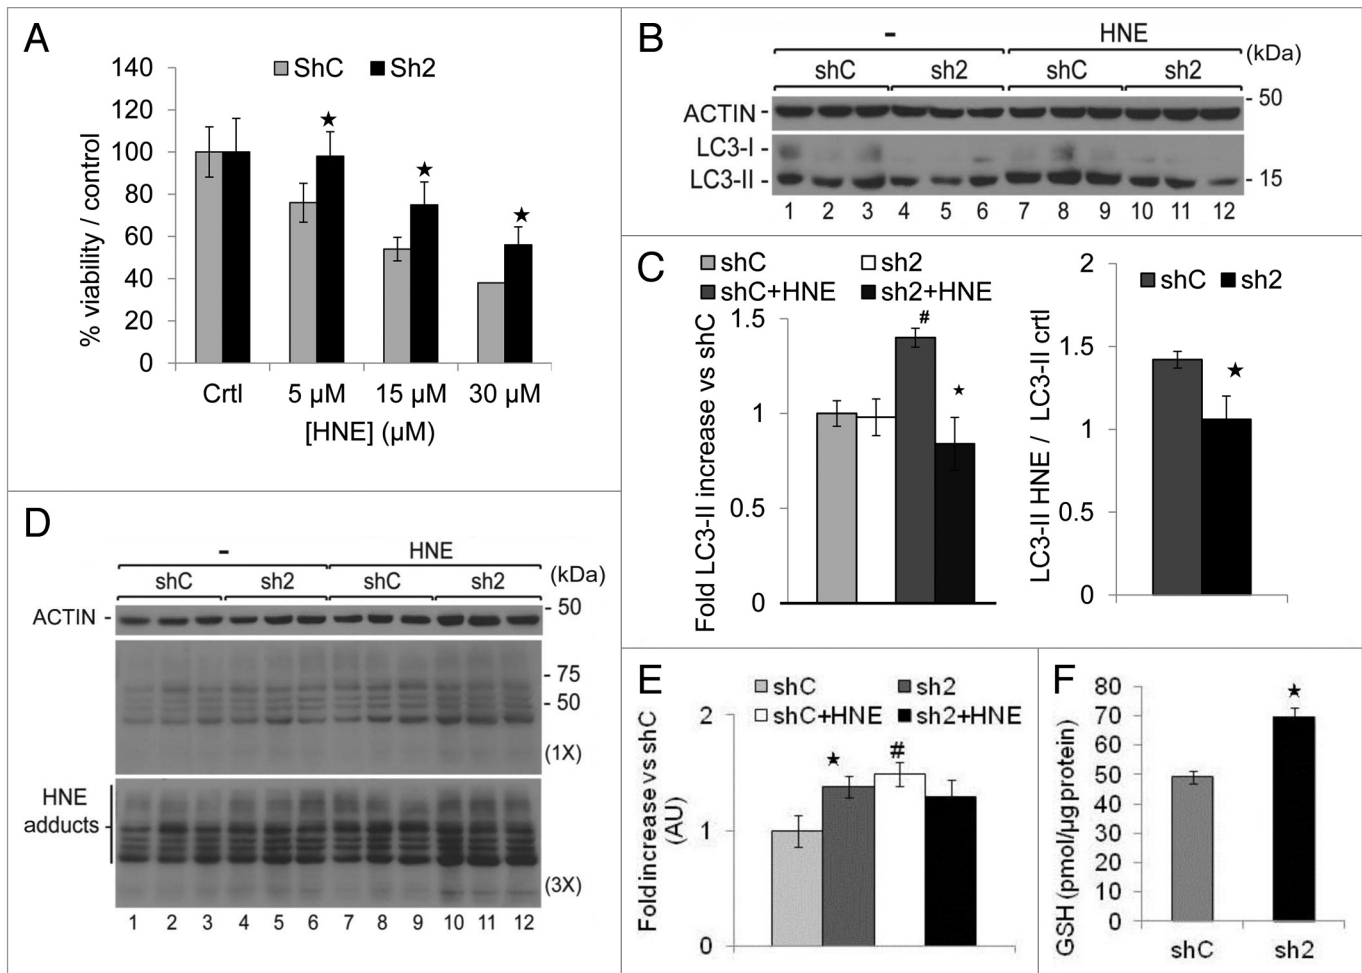 A
ShC Sh2
140
120
100
80
60
40
20
0
% viability / control
★ ★ ★
Crtl 5 µM 15 µM 30 µM
[HNE] (µM)
B
- HNE
shC sh2 shC sh2 (kDa)
ACTIN - - 50
LC3-I -
LC3-II - - 15
1 2 3 4 5 6 7 8 9 10 11 12
C
shC sh2
shC+HNE sh2+HNE
Fold LC3-II increase vs shC
1.5
1
0.5
0
# ★
LC3-II HNE / LC3-II crtl
shC sh2
2
1.5
1
0.5
0
★
D
- HNE
shC sh2 shC sh2 (kDa)
ACTIN - - 50
- 75
- 50
(1X)
HNE
adducts -
(3X)
1 2 3 4 5 6 7 8 9 10 11 12
E
shC sh2
shC+HNE sh2+HNE
Fold increase vs shC
(AU)
2
1
0
★ #
F
GSH (pmol/µg protein)
80
70
60
50
40
30
20
10
0
★
shC sh2